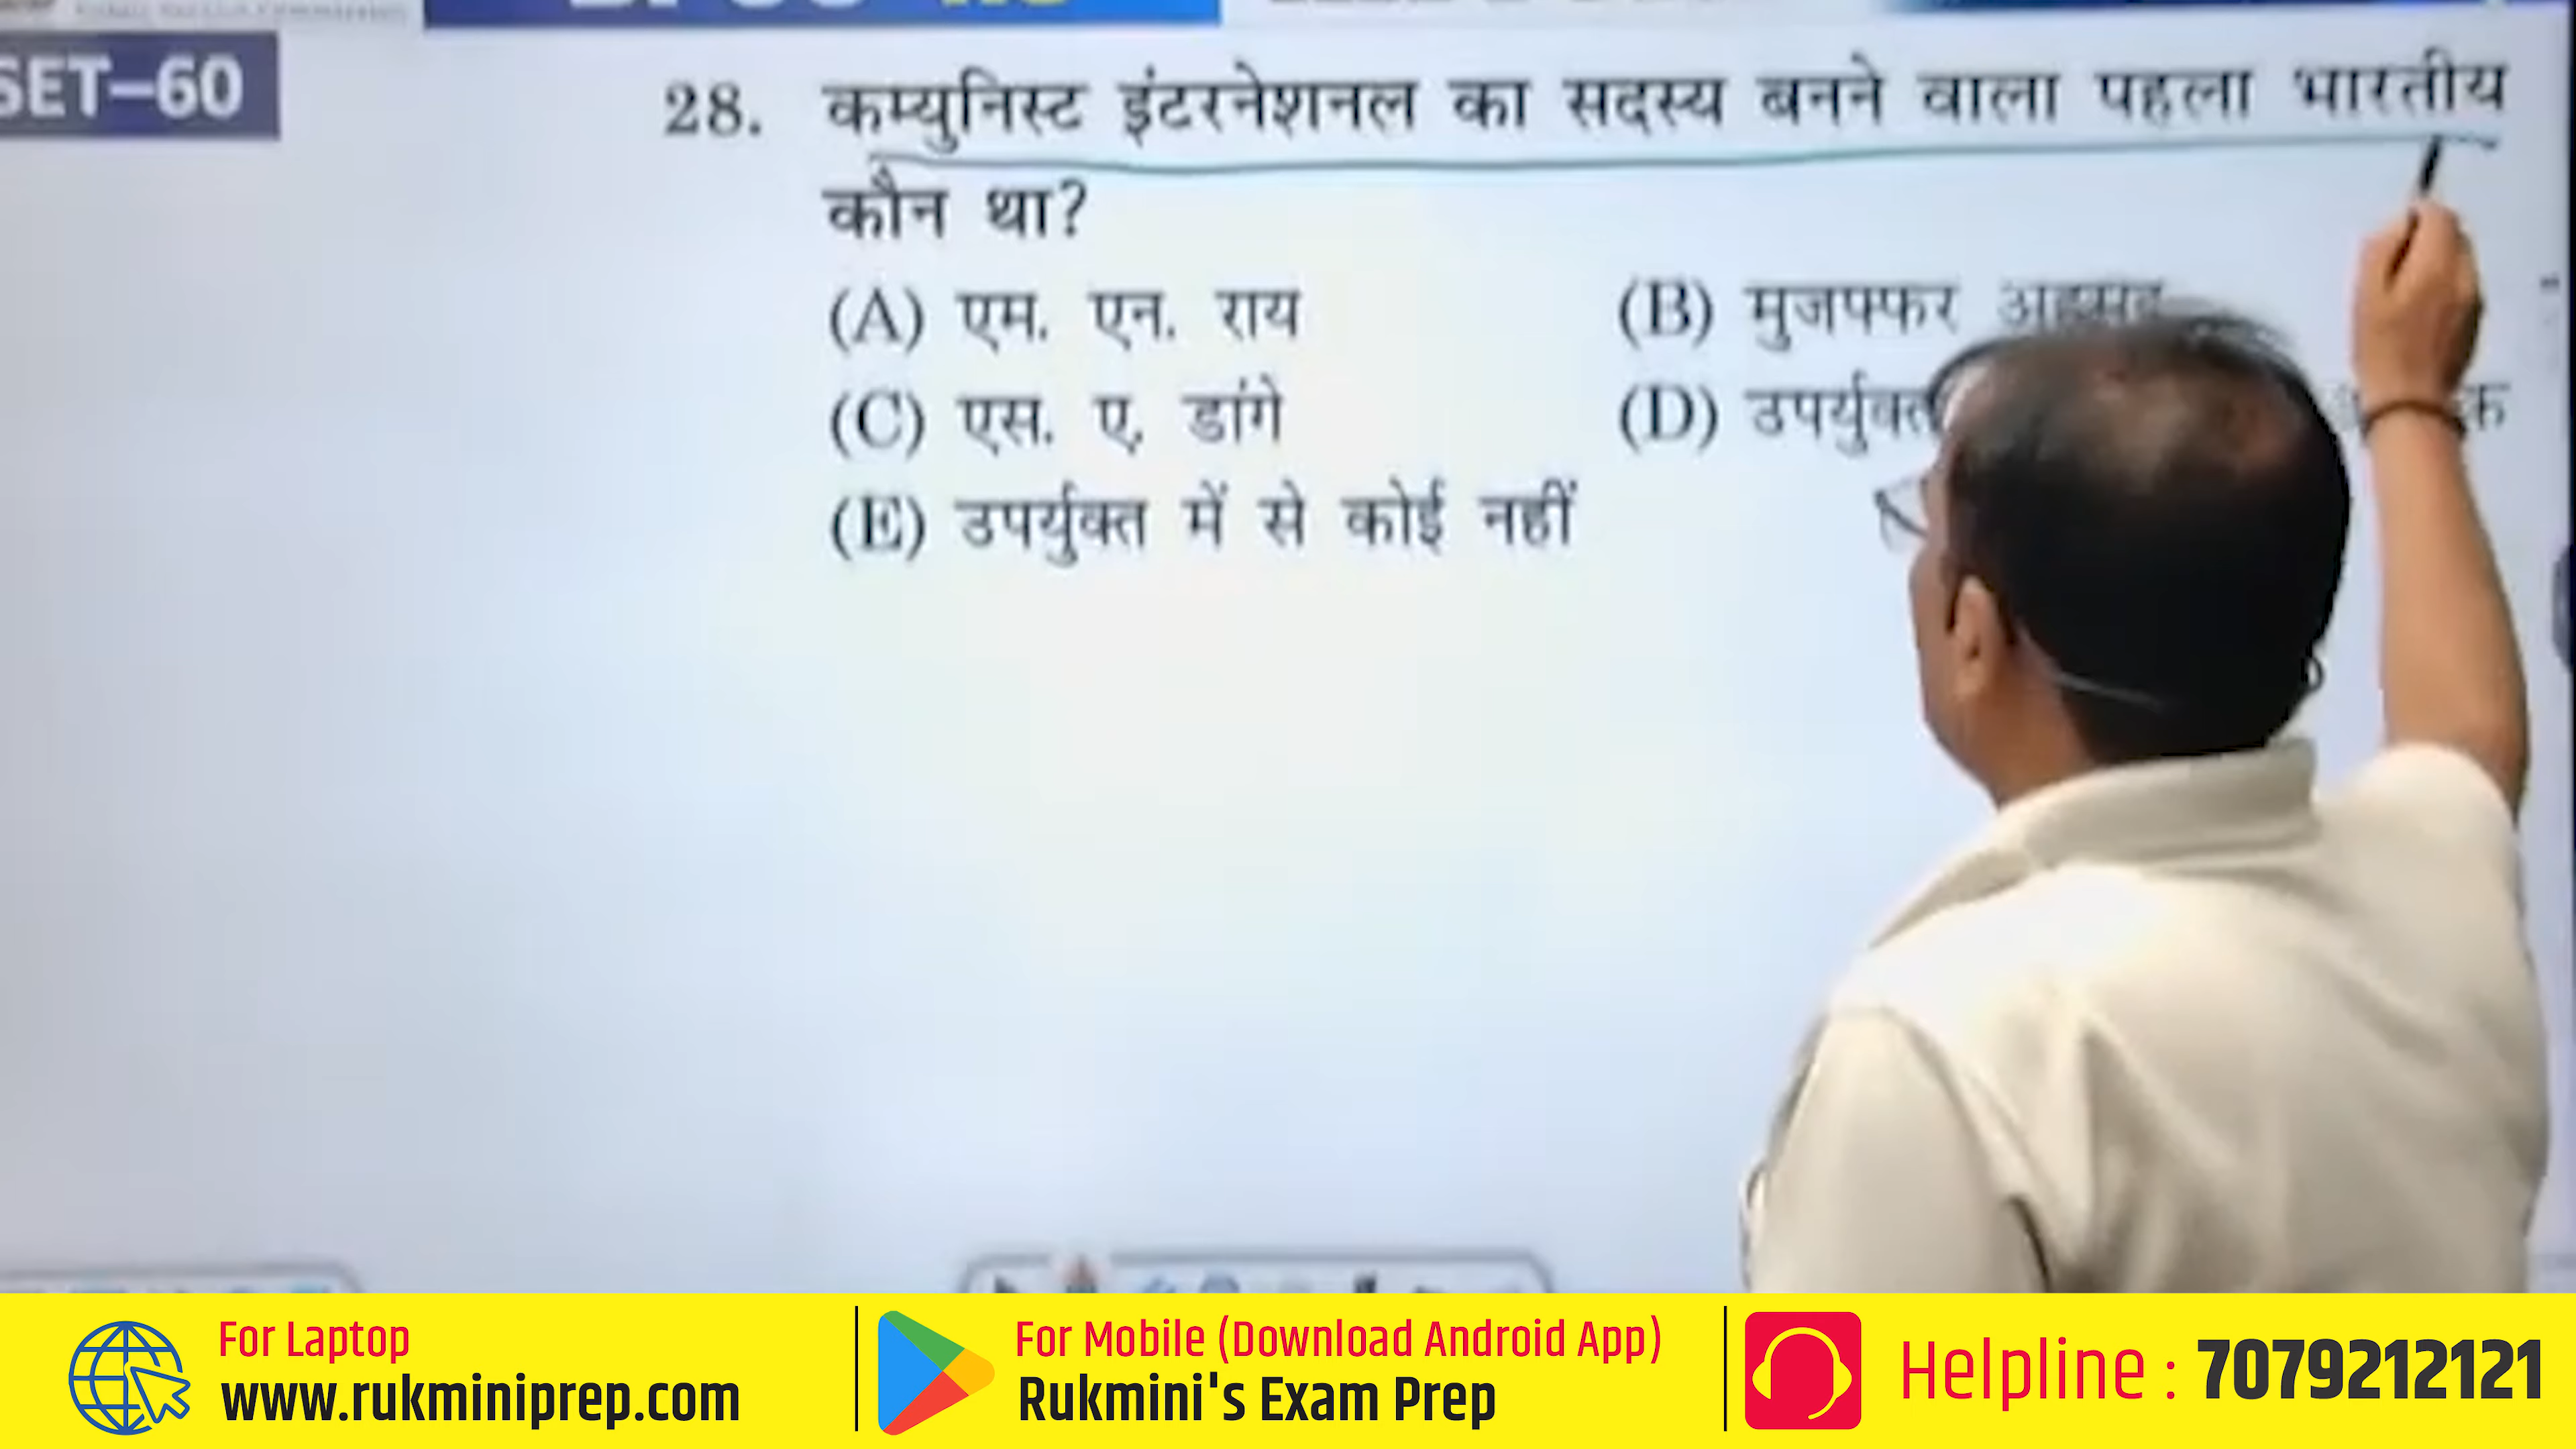 SET–60
28. कम्युनिस्ट इंटरनेशनल का सदस्य बनने वाला पहला भारतीय
कौन था?
(A) एम. एन. राय
(B) मुजफ्फर अहमद
(C) एस. ए. डांगे
(D) उपर्युक्त
(E) उपर्युक्त में से कोई नहीं
For Laptop
www.rukminiprep.com
For Mobile (Download Android App)
Rukmini's Exam Prep
Helpline : 7079212121